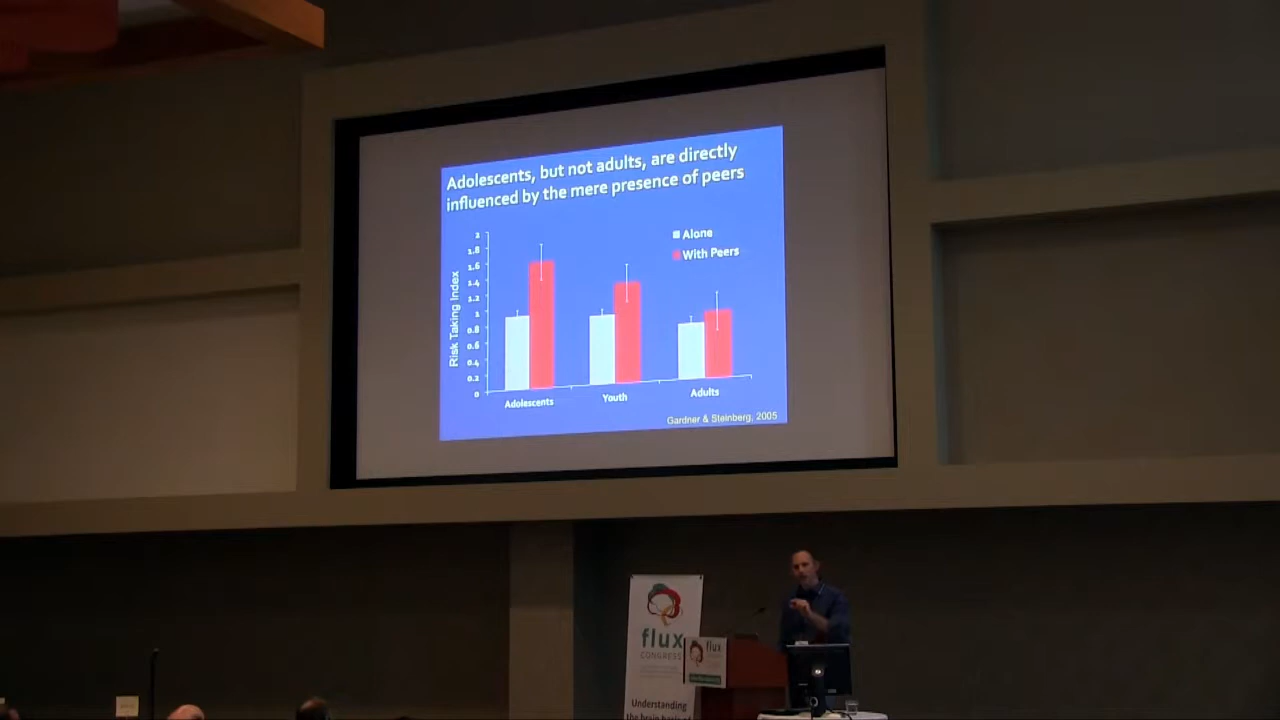 Adolescents, but not adults, are directly
influenced by the mere presence of peers
Alone
With Peers
Risk Taking Index
2
1.8
1.6
1.4
1.2
1
0.8
0.6
0.4
0.2
0
Adolescents
Youth
Adults
Gardner & Steinberg, 2005
flux
CONGRESS
flux
Understanding